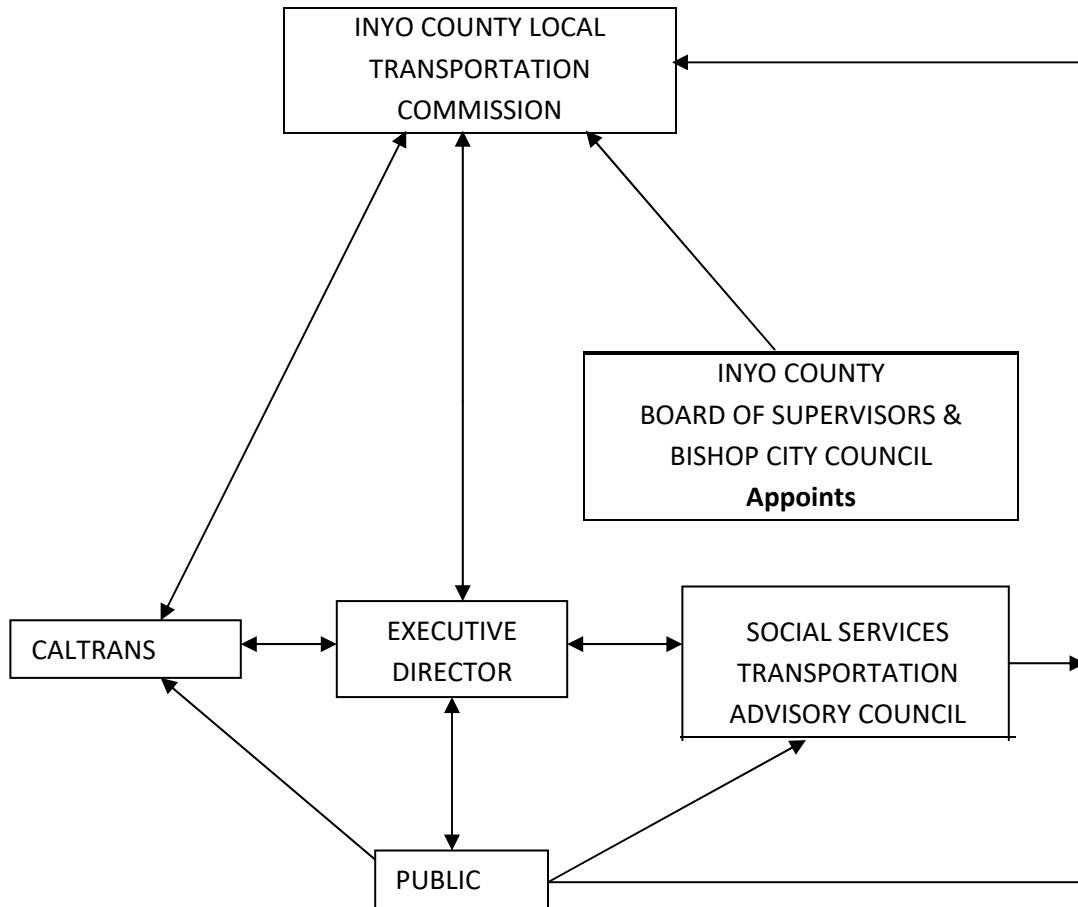 INYO COUNTY LOCAL
TRANSPORTATION
COMMISSION
INYO COUNTY
BOARD OF SUPERVISORS &
BISHOP CITY COUNCIL
Appoints
CALTRANS
EXECUTIVE
DIRECTOR
SOCIAL SERVICES
TRANSPORTATION
ADVISORY COUNCIL
PUBLIC